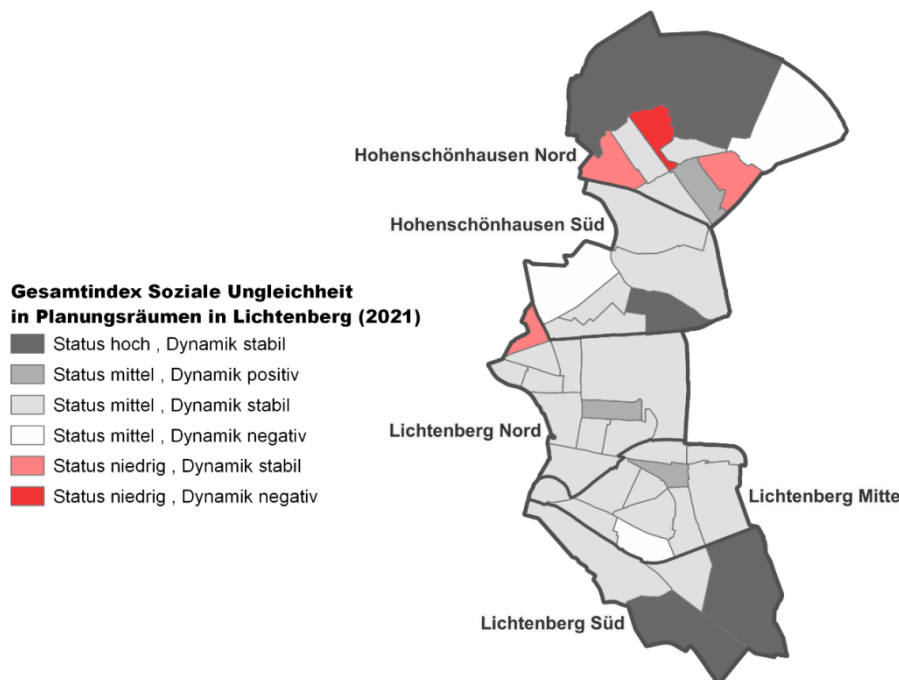 Hohenschönhausen Nord
Hohenschönhausen Süd
Gesamtindex Soziale Ungleichheit
in Planungsräumen in Lichtenberg (2021)
Status hoch , Dynamik stabil
Status mittel , Dynamik positiv
Status mittel , Dynamik stabil
Status mittel , Dynamik negativ
Status niedrig , Dynamik stabil
Status niedrig , Dynamik negativ
Lichtenberg Nord
Lichtenberg Mitte
Lichtenberg Süd